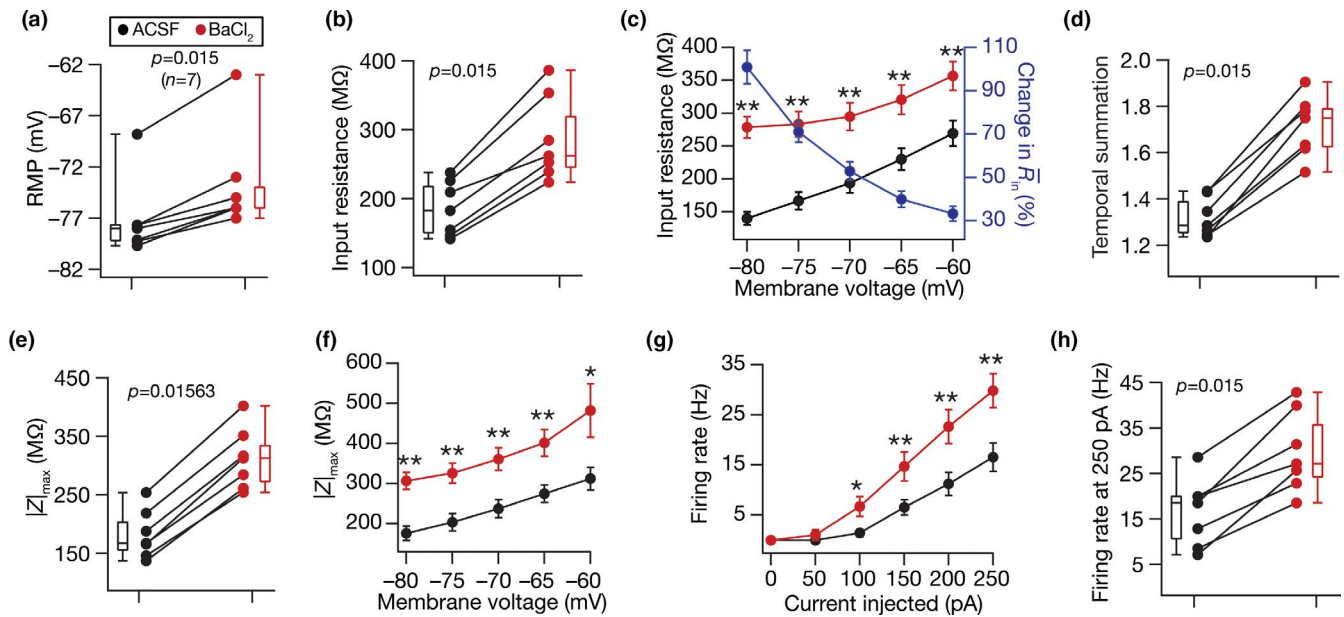 (a)
ACSF BaCl₂
p=0.015
(n=7)
RMP (mV)
−62
−67
−72
−77
−82
(b)
p=0.015
Input resistance (MΩ)
400
300
200
100
(c)
Input resistance (MΩ)
400
350
300
250
200
150
** ** ** ** **
110
90
70
50
30
Change in R̅in (%)
−80 −75 −70 −65 −60
Membrane voltage (mV)
(d)
p=0.015
Temporal summation
2.0
1.8
1.6
1.4
1.2
(e)
p=0.01563
|Z|max (MΩ)
450
350
250
150
(f)
|Z|max (MΩ)
600
500
400
300
200
** ** ** ** *
−80 −75 −70 −65 −60
Membrane voltage (mV)
(g)
Firing rate (Hz)
35
25
15
5
* ** ** **
0 50 100 150 200 250
Current injected (pA)
(h)
p=0.015
Firing rate at 250 pA (Hz)
45
35
25
15
5